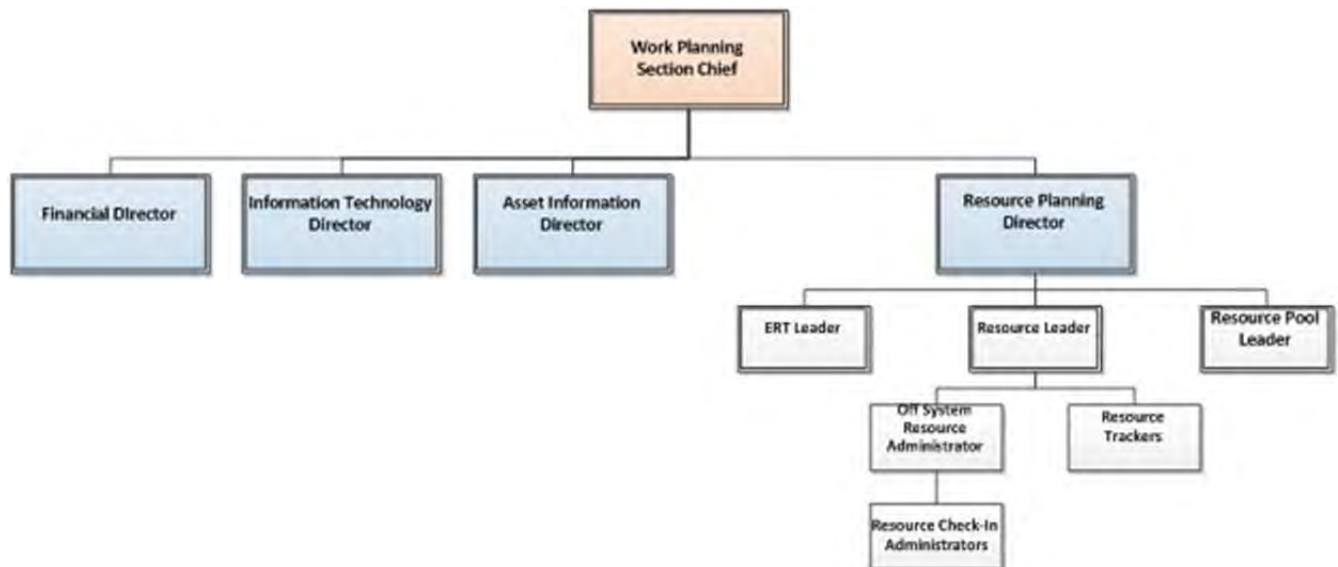 Work Planning
Section Chief
Financial Director
Information Technology
Director
Asset Information
Director
Resource Planning
Director
ERT Leader
Resource Leader
Resource Pool
Leader
Off System
Resource
Administrator
Resource
Trackers
Resource Check-In
Administrators